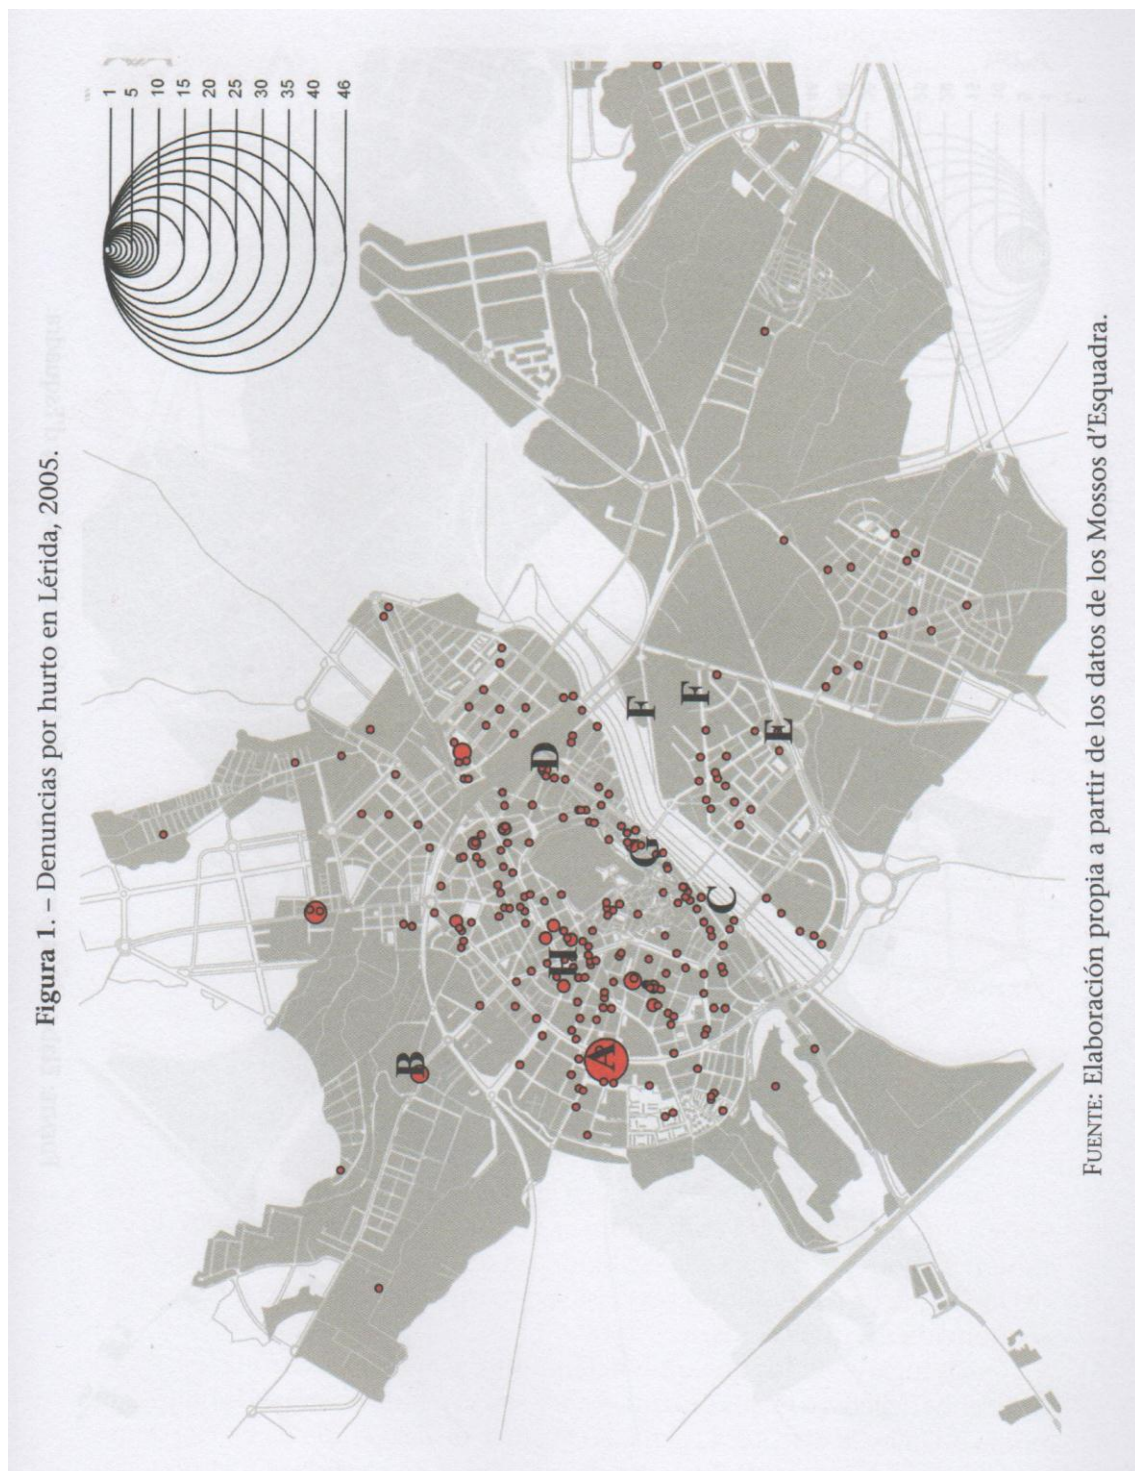 Figura 1. – Denuncias por hurto en Lérida, 2005.
1
5
10
15
20
25
30
35
40
46
B
D
H
A
F
G
F
C
E
FUENTE: Elaboración propia a partir de los datos de los Mossos d'Esquadra.